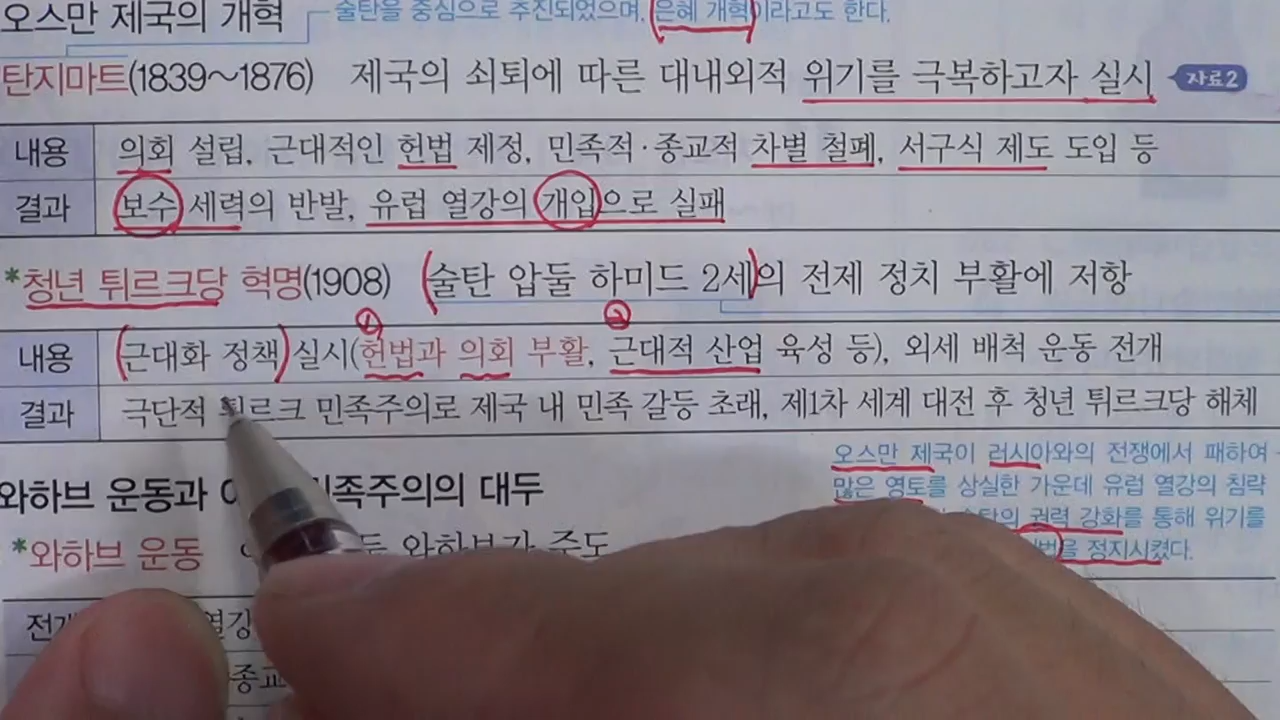 오스만 제국의 개혁
술탄을 중심으로 추진되었으며, 은혜 개혁이라고도 한다.
탄지마트(1839~1876) 제국의 쇠퇴에 따른 대내외적 위기를 극복하고자 실시 자료2
내용 의회 설립, 근대적인 헌법 제정, 민족적·종교적 차별 철폐, 서구식 제도 도입 등
결과 보수 세력의 반발, 유럽 열강의 개입으로 실패
*청년 튀르크당 혁명(1908) 술탄 압둘 하미드 2세의 전제 정치 부활에 저항
① ②
내용 근대화 정책 실시(헌법과 의회 부활, 근대적 산업 육성 등), 외세 배척 운동 전개
결과 극단적 튀르크 민족주의로 제국 내 민족 갈등 초래, 제1차 세계 대전 후 청년 튀르크당 해체
오스만 제국이 러시아와의 전쟁에서 패하여
많은 영토를 상실한 가운데 유럽 열강의 침략
술탄의 권력 강화를 통해 위기를
을 정지시켰다.
와하브 운동과 민족주의의 대두
*와하브 운동 와하브가 주도
열강
종교